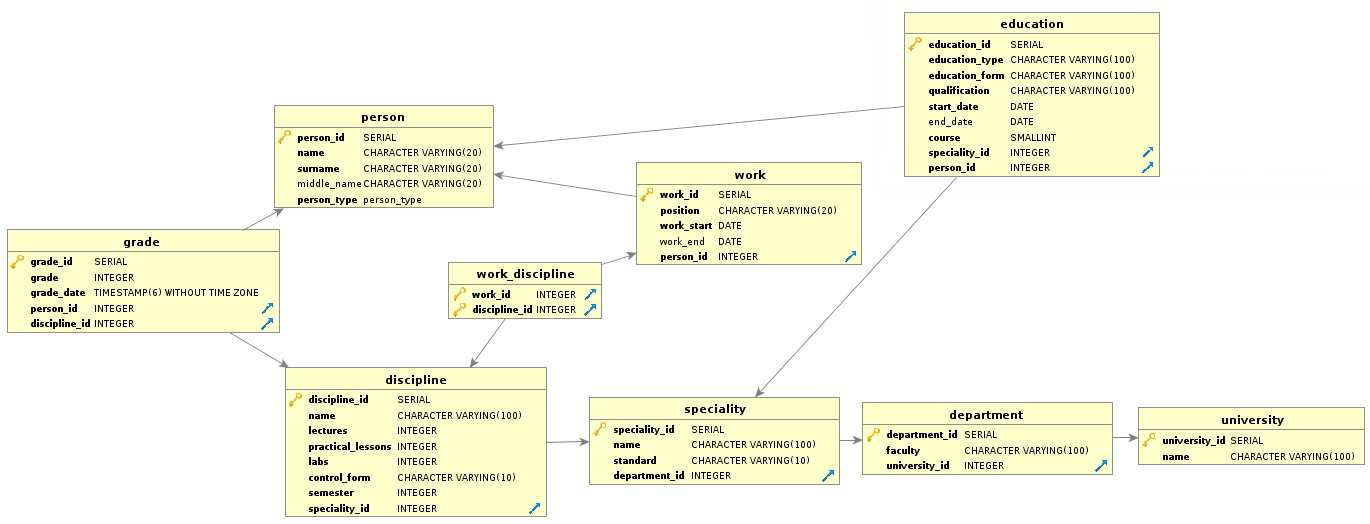 education
education_id SERIAL
education_type CHARACTER VARYING(100)
education_form CHARACTER VARYING(100)
qualification CHARACTER VARYING(100)
start_date DATE
end_date DATE
course SMALLINT
speciality_id INTEGER
person_id INTEGER
person
person_id SERIAL
name CHARACTER VARYING(20)
surname CHARACTER VARYING(20)
middle_name CHARACTER VARYING(20)
person_type person_type
work
work_id SERIAL
position CHARACTER VARYING(20)
work_start DATE
work_end DATE
person_id INTEGER
grade
grade_id SERIAL
grade INTEGER
grade_date TIMESTAMP(6) WITHOUT TIME ZONE
person_id INTEGER
discipline_id INTEGER
work_discipline
work_id INTEGER
discipline_id INTEGER
discipline
discipline_id SERIAL
name CHARACTER VARYING(100)
lectures INTEGER
practical_lessons INTEGER
labs INTEGER
control_form CHARACTER VARYING(10)
semester INTEGER
speciality_id INTEGER
speciality
speciality_id SERIAL
name CHARACTER VARYING(100)
standard CHARACTER VARYING(10)
department_id INTEGER
department
department_id SERIAL
faculty CHARACTER VARYING(100)
university_id INTEGER
university
university_id SERIAL
name CHARACTER VARYING(100)